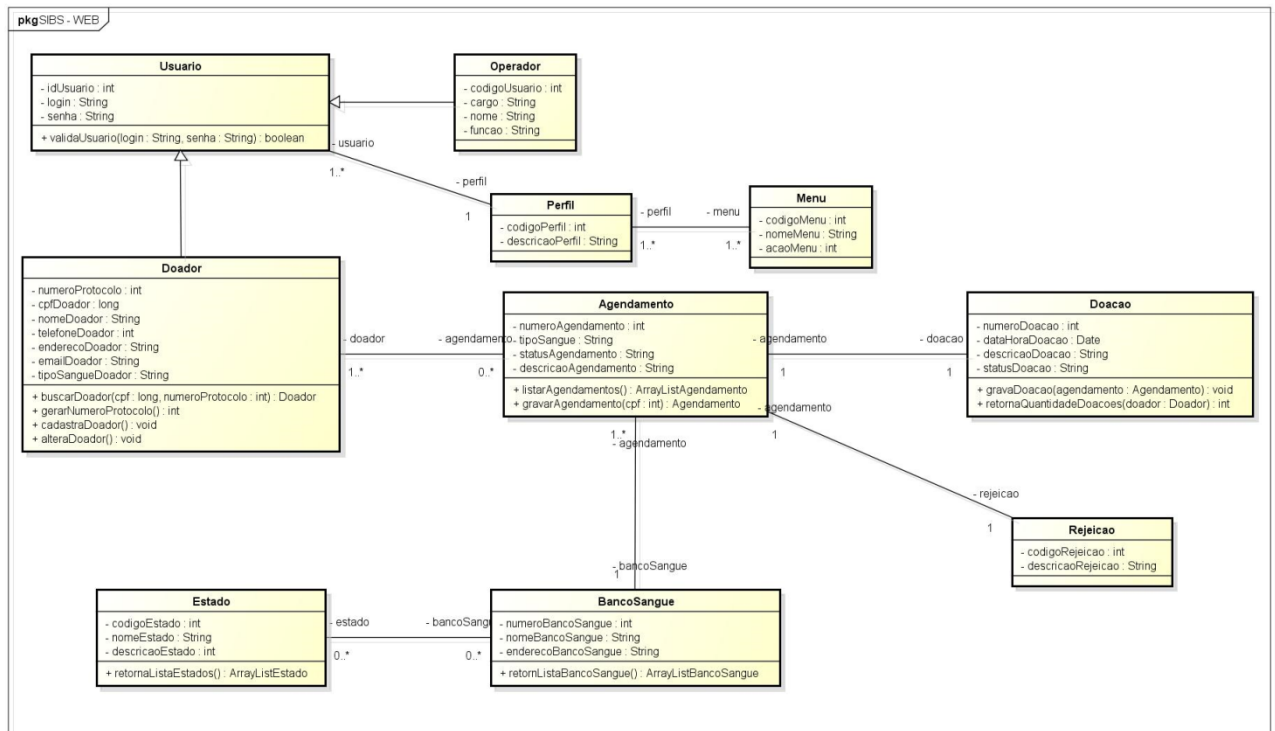 pkg SIBS - WEB
Usuario
- idUsuario : int
- login : String
- senha : String
+ validaUsuario(login : String, senha : String) : boolean
Operador
- codigoUsuario : int
- cargo : String
- nome : String
- funcao : String
- usuario
1..*
- perfil
1
Perfil
- codigoPerfil : int
- descricaoPerfil : String
- perfil
1..*
- menu
1..*
Menu
- codigoMenu : int
- nomeMenu : String
- acaoMenu : int
Doador
- numeroProtocolo : int
- cpfDoador : long
- nomeDoador : String
- telefoneDoador : int
- enderecoDoador : String
- emailDoador : String
- tipoSangueDoador : String
+ buscarDoador(cpf : long, numeroProtocolo : int) : Doador
+ gerarNumeroProtocolo() : int
+ cadastraDoador() : void
+ alteraDoador() : void
- doador
1..*
- agendamento
0..*
Agendamento
- numeroAgendamento : int
- tipoSangue : String
- statusAgendamento : String
- descricaoAgendamento : String
+ listarAgendamentos() : ArrayListAgendamento
+ gravarAgendamento(cpf : int) : Agendamento
- agendamento
1
- doacao
1
Doacao
- numeroDoacao : int
- dataHoraDoacao : Date
- descricaoDoacao : String
- statusDoacao : String
+ gravaDoacao(agendamento : Agendamento) : void
+ retornaQuantidadeDoacoes(doador : Doador) : int
- agendamento
1
- rejeicao
1
Rejeicao
- codigoRejeicao : int
- descricaoRejeicao : String
1..*
- agendamento
- bancoSangue
1
Estado
- codigoEstado : int
- nomeEstado : String
- descricaoEstado : int
+ retornaListaEstados() : ArrayListEstado
- estado
0..*
- bancoSangu
0..*
BancoSangue
- numeroBancoSangue : int
- nomeBancoSangue : String
- enderecoBancoSangue : String
+ retornListaBancoSangue() : ArrayListBancoSangue